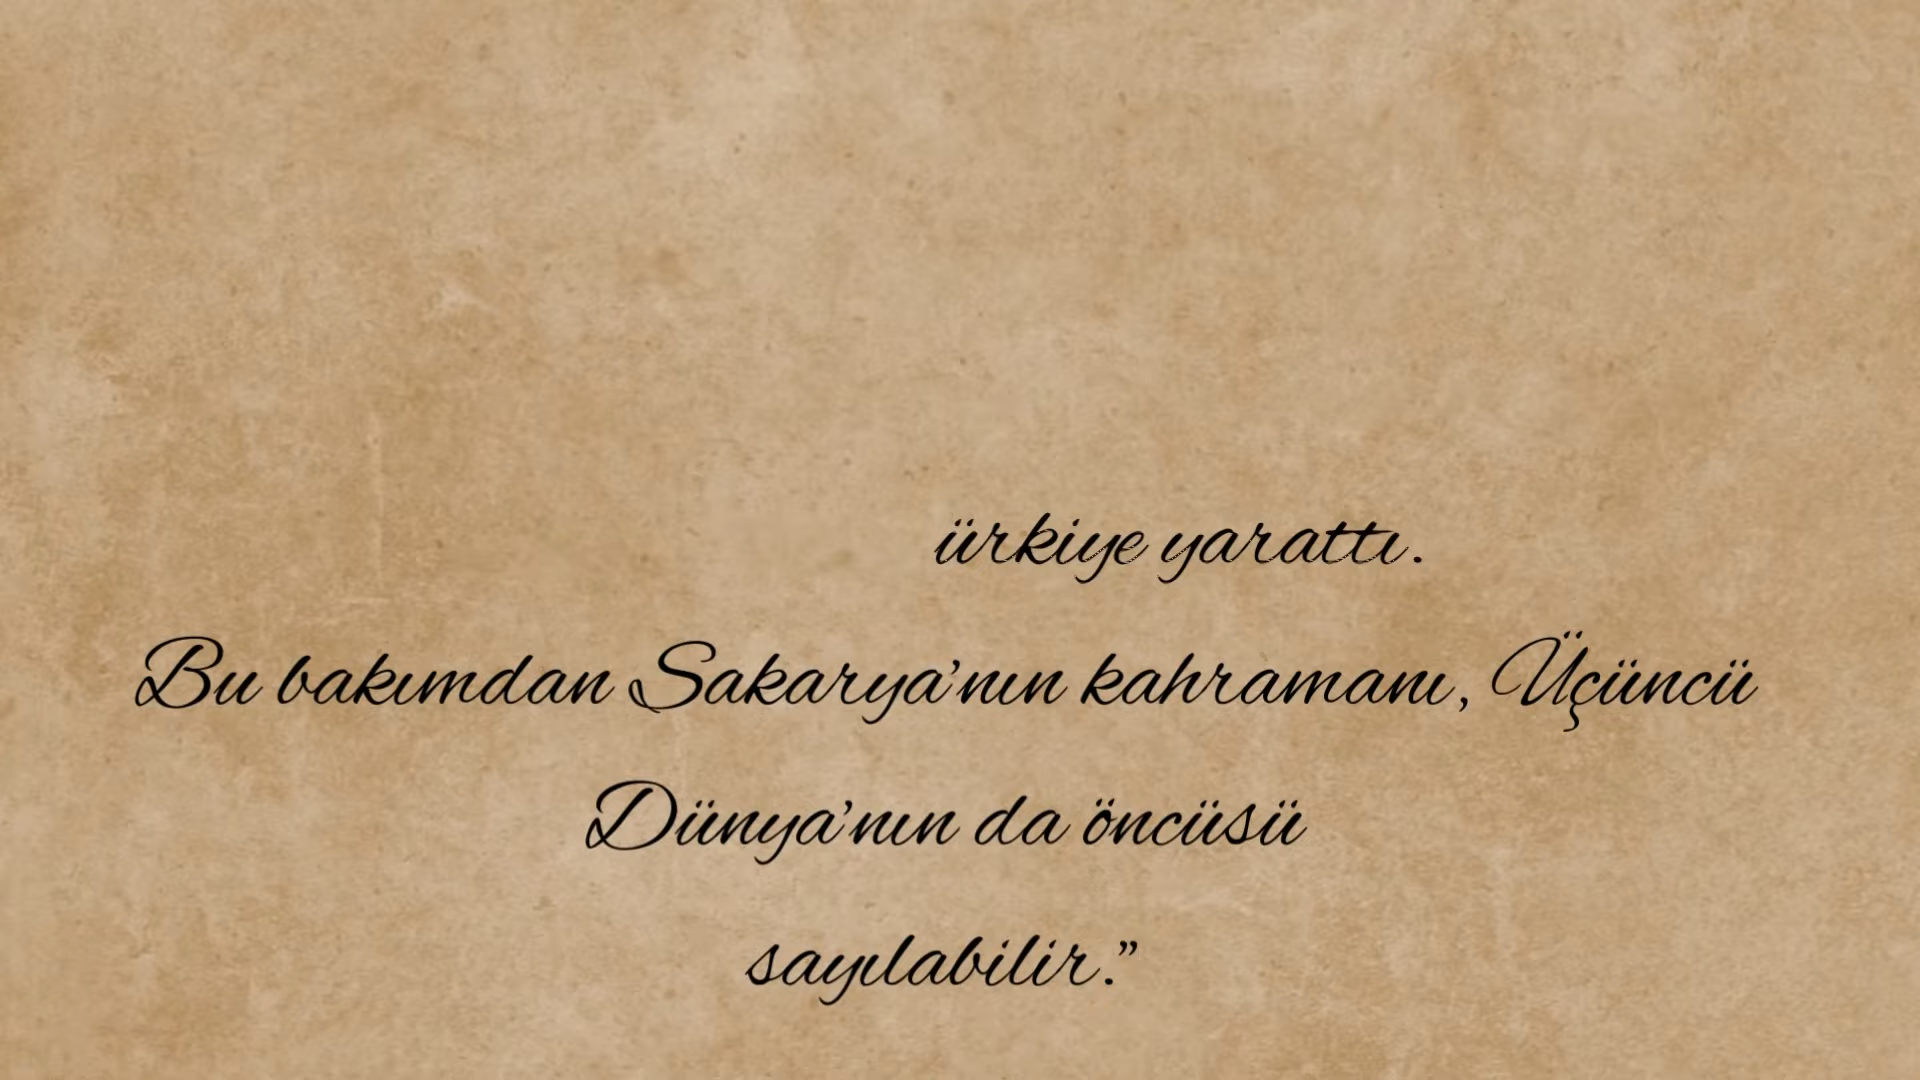 ürkiye yarattı.
Bu bakımdan Sakarya’nın kahramanı, Üçüncü
Dünya’nın da öncüsü
sayılabilir.”